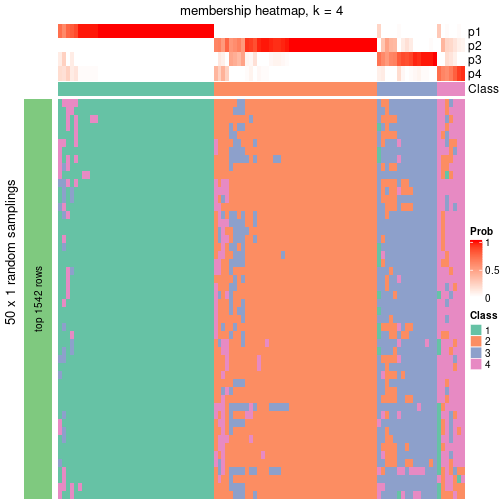 membership heatmap, k = 4
p1
p2
p3
p4
Class
50 x 1 random samplings
top 1542 rows
Prob
1
0.5
0
Class
1
2
3
4